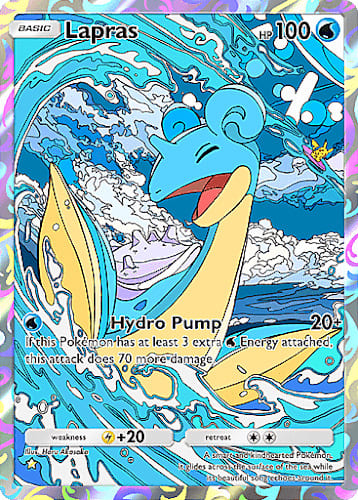 BASIC Lapras HP 100
Hydro Pump 20+
If this Pokémon has at least 3 extra Energy attached,
this attack does 70 more damage.
weakness +20 retreat
Illus. Haru Akasaka
A smart and kindhearted Pokémon,
it glides across the surface of the sea while
its beautiful song echoes around it.